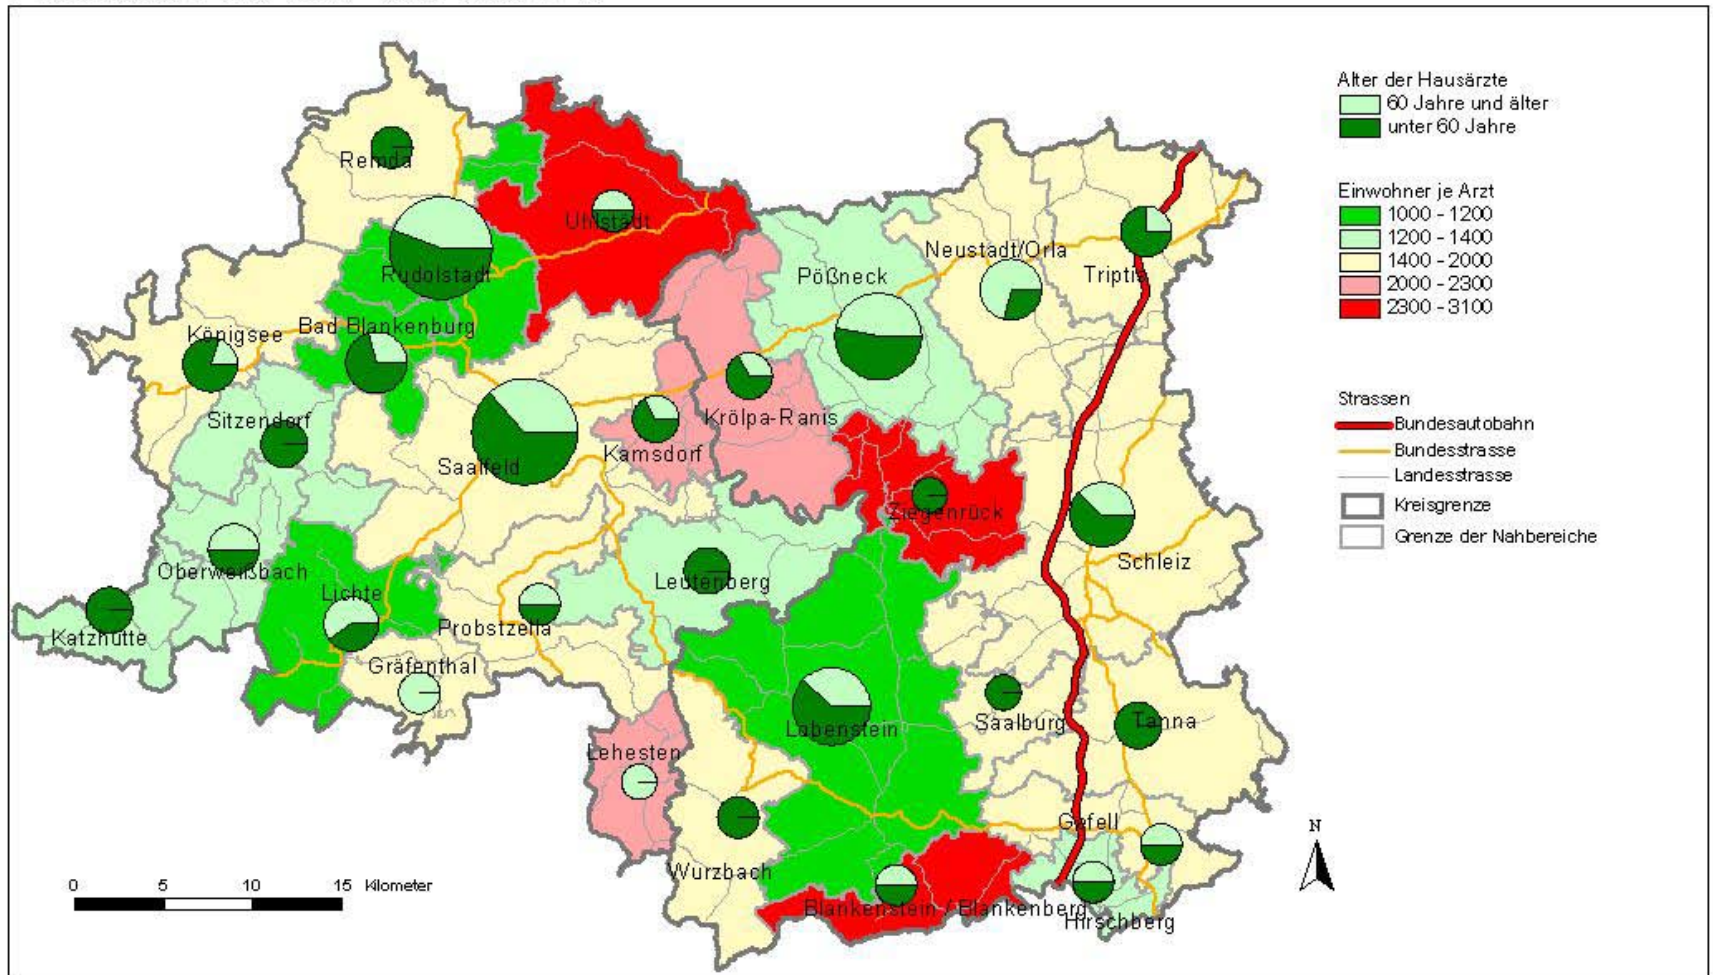 Alter der Hausärzte
60 Jahre und älter
unter 60 Jahre
Einwohner je Arzt
1000 - 1200
1200 - 1400
1400 - 2000
2000 - 2300
2300 - 3100
Strassen
Bundesautobahn
Bundesstrasse
Landesstrasse
Kreisgrenze
Grenze der Nahbereiche
Remda
Uhlstädt
Rudolstadt
Neustadt/Orla
Pößneck
Triptis
Königsee
Bad Blankenburg
Sitzendorf
Krölpa-Ranis
Kamsdorf
Saalfeld
Ziegenrück
Schleiz
Oberweißbach
Leutenberg
Lichte
Katzhütte
Probstzella
Gräfenthal
Saalburg
Tanna
Lobenstein
Lehesten
Gefell
Wurzbach
Blankenstein / Blankenberg
Hirschberg
N
0 5 10 15 Kilometer